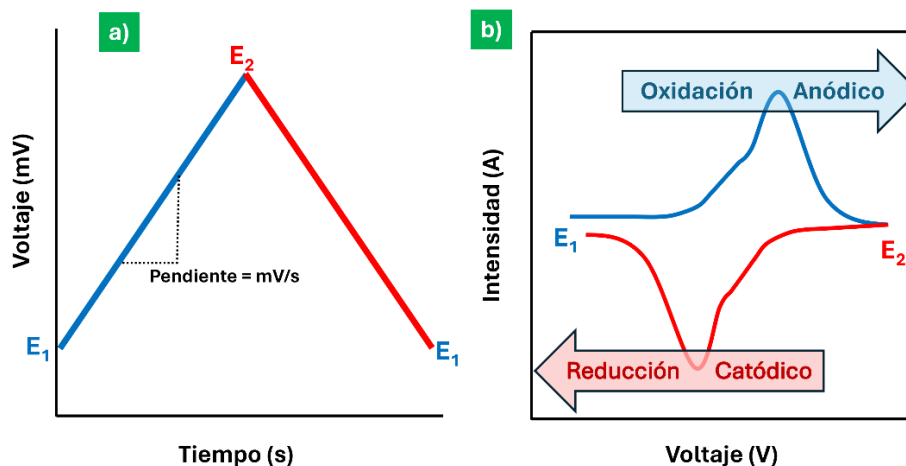 a)
E₂
Voltaje (mV)
Pendiente = mV/s
E₁
E₁
Tiempo (s)
b)
Oxidación Anódico
Intensidad (A)
E₁
E₂
Reducción Catódico
Voltaje (V)